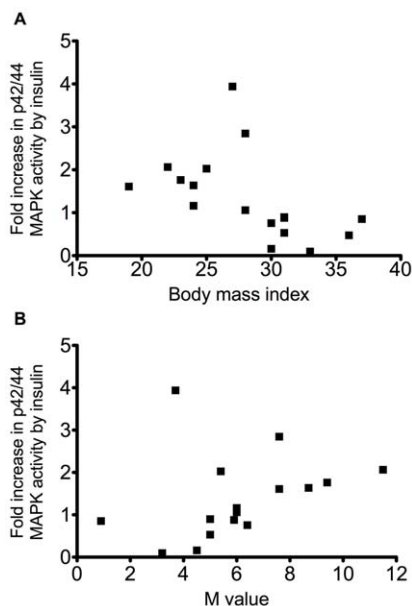 A
Fold increase in p42/44
MAPK activity by insulin
5
4
3
2
1
0
15 20 25 30 35 40
Body mass index
B
Fold increase in p42/44
MAPK activity by insulin
5
4
3
2
1
0
0 2 4 6 8 10 12
M value